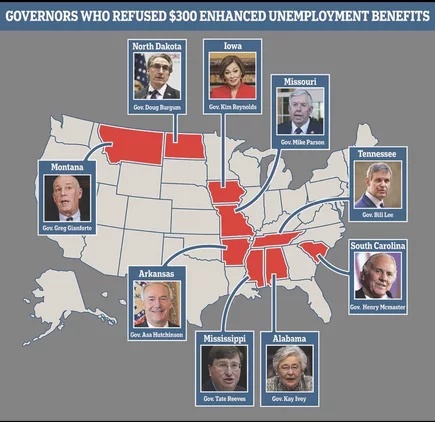 GOVERNORS WHO REFUSED $300 ENHANCED UNEMPLOYMENT BENEFITS
North Dakota
Gov. Doug Burgum
Iowa
Gov. Kim Reynolds
Missouri
Gov. Mike Parson
Montana
Gov. Greg Gianforte
Tennessee
Gov. Bill Lee
South Carolina
Gov. Henry Mcmaster
Arkansas
Gov. Asa Hutchinson
Mississippi
Gov. Tate Reeves
Alabama
Gov. Kay Ivey